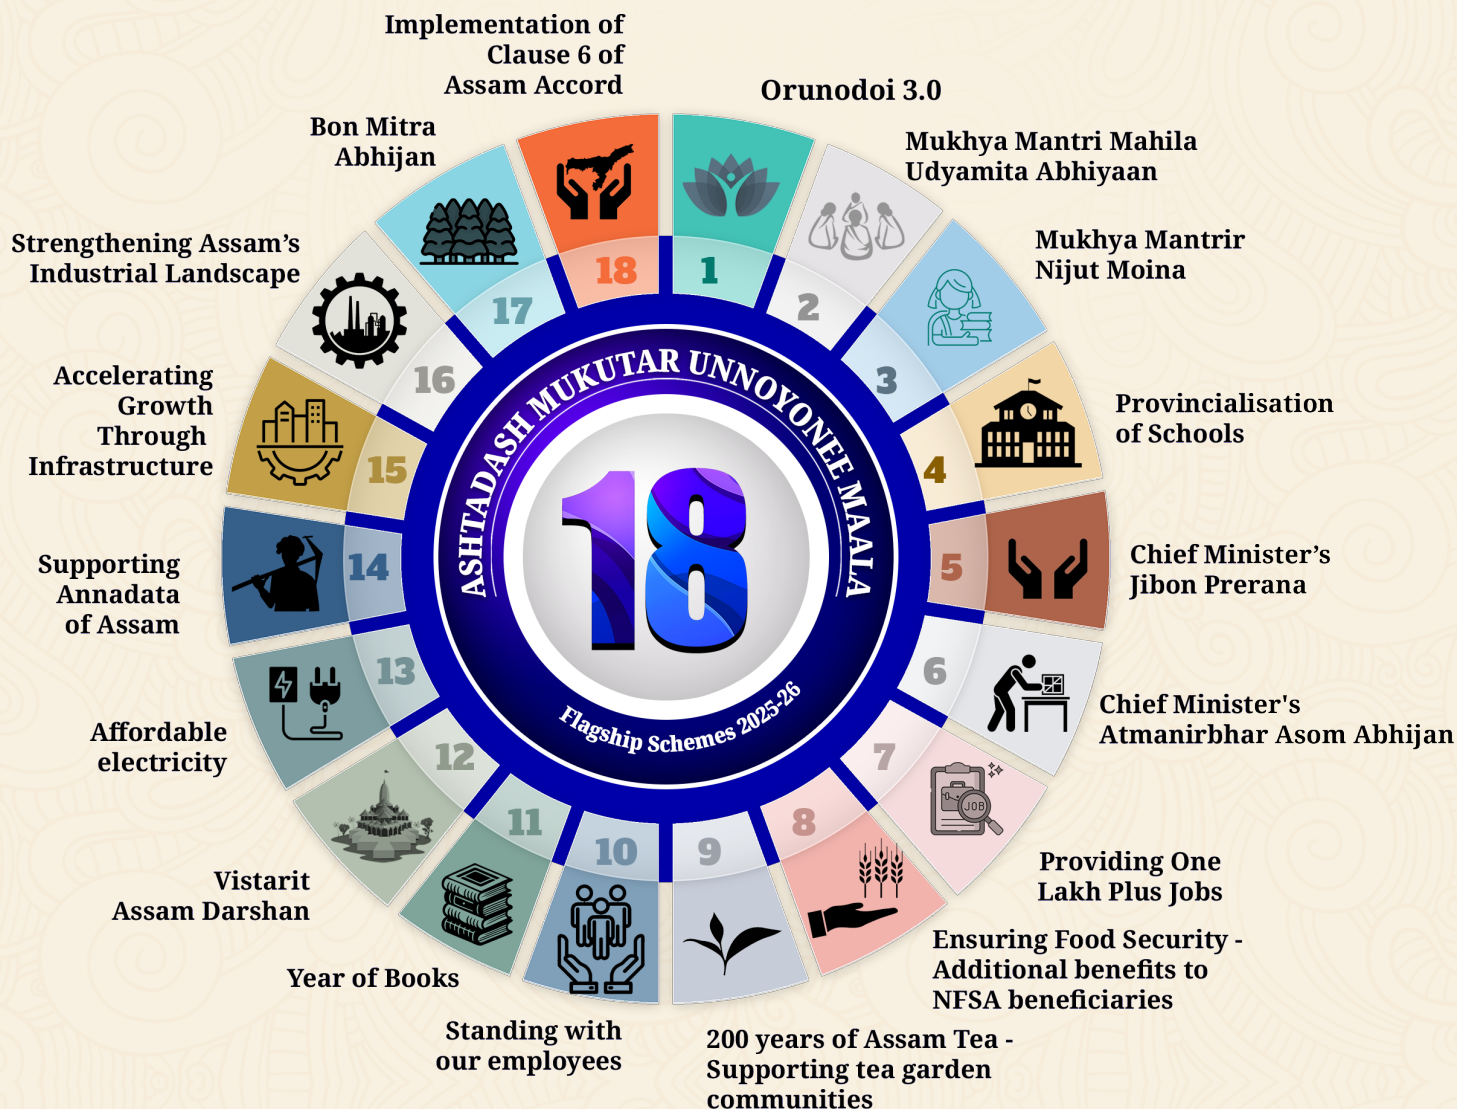 Implementation of
Clause 6 of
Assam Accord
Orunodoi 3.0
Mukhya Mantri Mahila
Udyamita Abhiyaan
Mukhya Mantrir
Nijut Moina
Provincialisation
of Schools
Chief Minister’s
Jibon Prerana
Chief Minister's
Atmanirbhar Asom Abhijan
Providing One
Lakh Plus Jobs
Ensuring Food Security -
Additional benefits to
NFSA beneficiaries
200 years of Assam Tea -
Supporting tea garden
communities
Standing with
our employees
Year of Books
Vistarit
Assam Darshan
Affordable
electricity
Supporting
Annadata
of Assam
Accelerating
Growth
Through
Infrastructure
Strengthening Assam’s
Industrial Landscape
Bon Mitra
Abhijan
1
2
3
4
5
6
7
8
9
10
11
12
13
14
15
16
17
18
JOB
ASHTADASH MUKUTAR UNNOYONEE MAALA
18
Flagship Schemes 2025-26